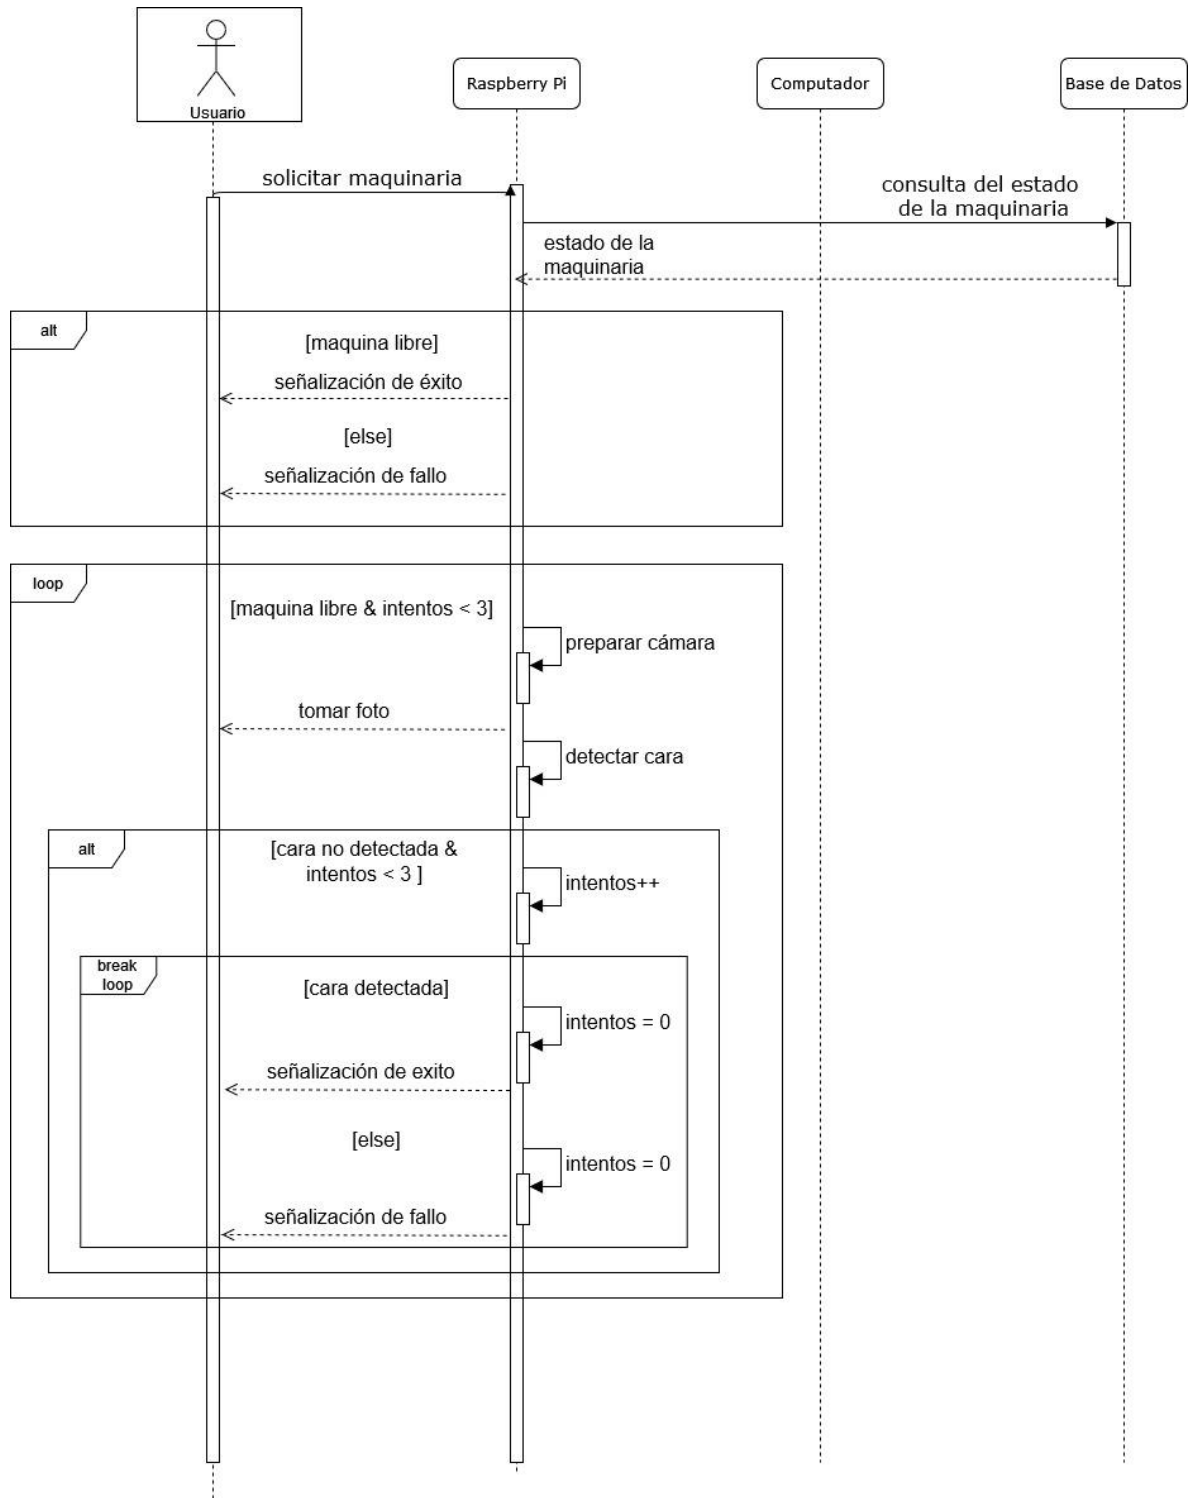 Usuario
Raspberry Pi
Computador
Base de Datos
solicitar maquinaria
consulta del estado
de la maquinaria
estado de la
maquinaria
alt
[maquina libre]
señalización de éxito
[else]
señalización de fallo
loop
[maquina libre & intentos < 3]
preparar cámara
tomar foto
detectar cara
alt
[cara no detectada &
intentos < 3 ]
intentos++
break
loop
[cara detectada]
intentos = 0
señalización de exito
[else]
intentos = 0
señalización de fallo